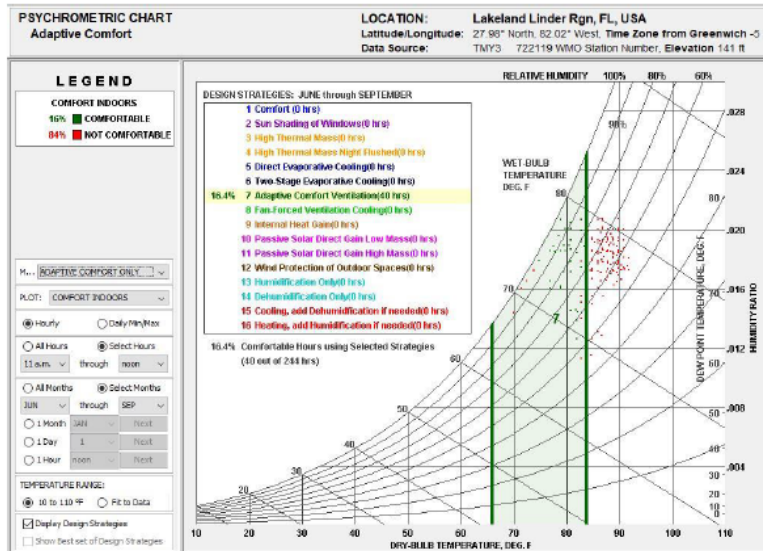 PSYCHROMETRIC CHART
Adaptive Comfort
LOCATION: Lakeland Linder Rgn, FL, USA
Latitude/Longitude: 27.98° North, 82.02° West, Time Zone from Greenwich -5
Data Source: TMY3 722119 WMO Station Number, Elevation 141 ft
LEGEND
COMFORT INDOORS
16% COMFORTABLE
84% NOT COMFORTABLE
M... ADAPTIVE COMFORT ONLY
PLOT: COMFORT INDOORS
Hourly Daily Min/Max
All Hours Select Hours
11 a.m. through noon
All Months Select Months
JUN through SEP
1 Month JAN Next
1 Day 1 Next
1 Hour noon Next
TEMPERATURE RANGE:
10 to 110 °F Fit to Data
Display Design Strategies
Show Best set of Design Strategies
DESIGN STRATEGIES: JUNE through SEPTEMBER
1 Comfort (0 hrs)
2 Sun Shading of Windows(0 hrs)
3 High Thermal Mass(0 hrs)
4 High Thermal Mass Night Flushed(0 hrs)
5 Direct Evaporative Cooling(0 hrs)
6 Two-Stage Evaporative Cooling(0 hrs)
16.4% 7 Adaptive Comfort Ventilation(40 hrs)
8 Fan-Forced Ventilation Cooling(0 hrs)
9 Internal Heat Gain(0 hrs)
10 Passive Solar Direct Gain Low Mass(0 hrs)
11 Passive Solar Direct Gain High Mass(0 hrs)
12 Wind Protection of Outdoor Spaces(0 hrs)
13 Humidification Only(0 hrs)
14 Dehumidification Only(0 hrs)
15 Cooling, add Dehumidification if needed(0 hrs)
16 Heating, add Humidification if needed(0 hrs)
16.4% Comfortable Hours using Selected Strategies
(40 out of 244 hrs)
RELATIVE HUMIDITY 100% 80% 60%
WET-BULB
TEMPERATURE
DEG. F
20
30
40
50
60
70
80
7
DEW POINT TEMPERATURE, DEG. F
80
70
60
50
40
30
20
10
0
HUMIDITY RATIO
.028
.024
.020
.016
.012
.008
.004
10 20 30 40 50 60 70 80 90 100 110
DRY-BULB TEMPERATURE, DEG. F